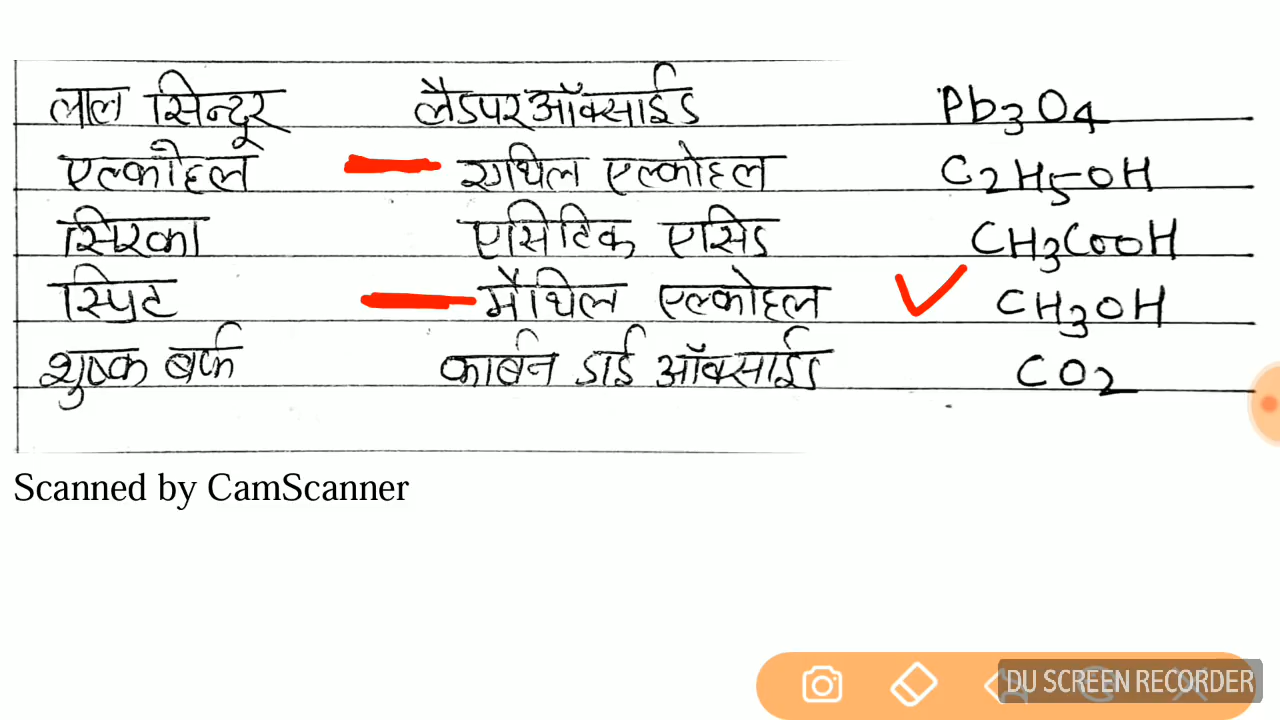 लाल सिन्दूर लैडपरऑक्साईड Pb3O4
एल्कौहल एथिल एल्कोहल C2H5OH
सिरका एसिटिक एसिड CH3COOH
स्प्रिट मैथिल एल्कोहल CH3OH
शुष्क बर्फ कार्बन डाई ऑक्साईड CO2
Scanned by CamScanner
DU SCREEN RECORDER